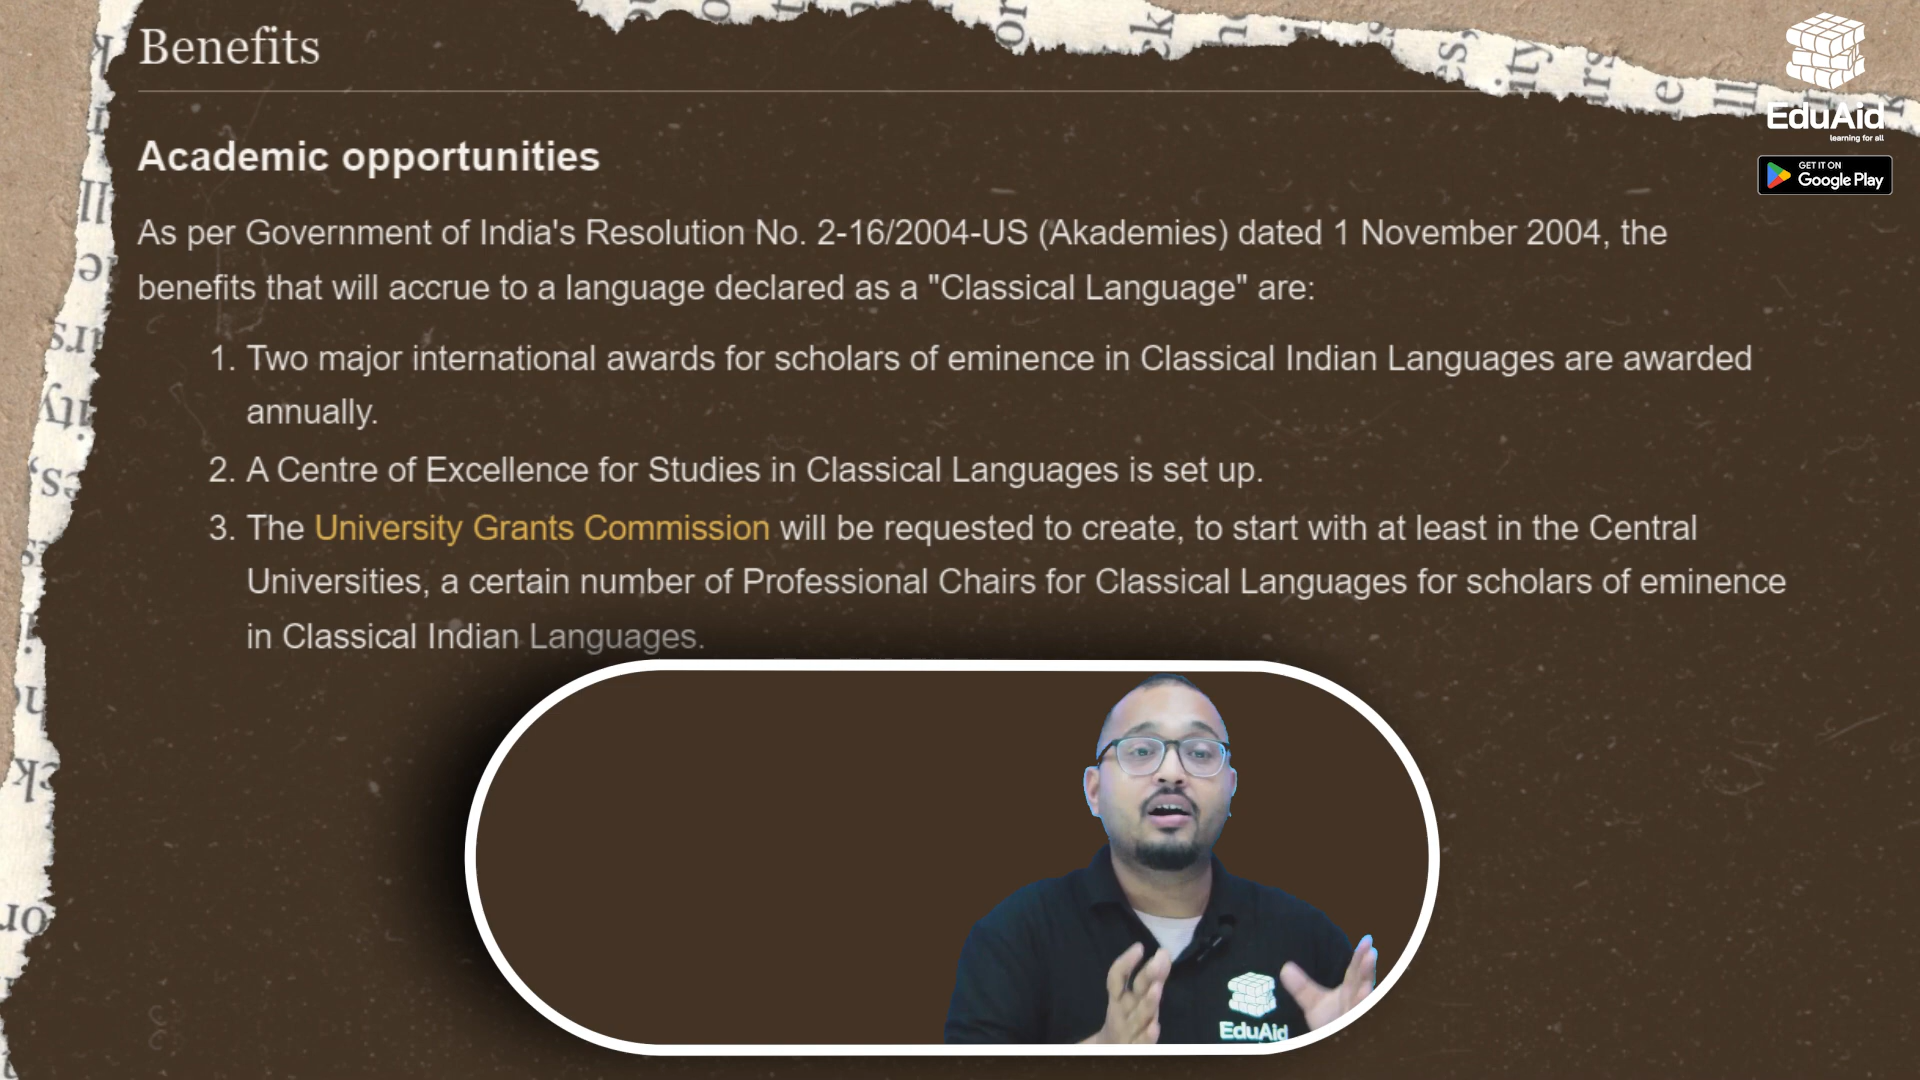 Benefits
EduAid
learning for all
GET IT ON
Google Play
Academic opportunities
As per Government of India's Resolution No. 2-16/2004-US (Akademies) dated 1 November 2004, the
benefits that will accrue to a language declared as a "Classical Language" are:
1. Two major international awards for scholars of eminence in Classical Indian Languages are awarded
annually.
2. A Centre of Excellence for Studies in Classical Languages is set up.
3. The University Grants Commission will be requested to create, to start with at least in the Central
Universities, a certain number of Professional Chairs for Classical Languages for scholars of eminence
in Classical Indian Languages.
EduAid